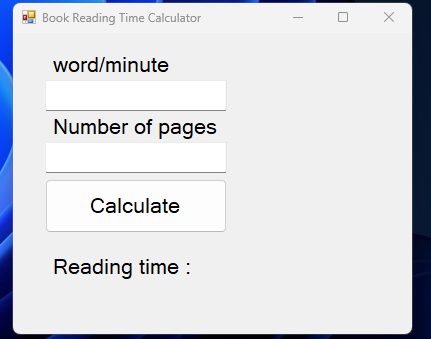 Book Reading Time Calculator
word/minute
Number of pages
Calculate
Reading time :